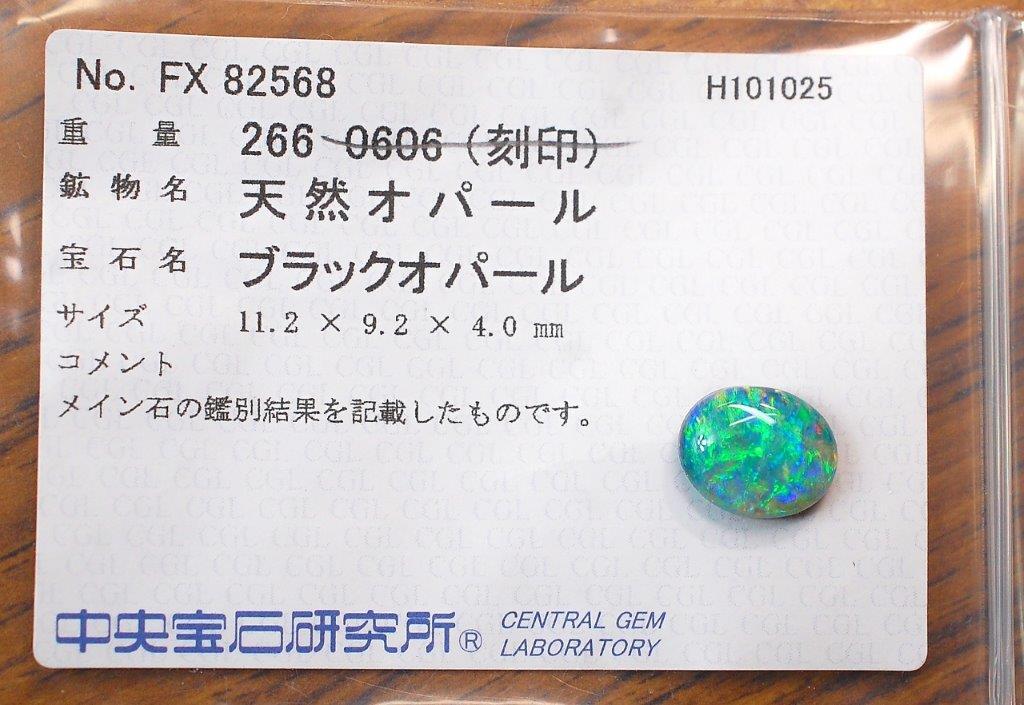 No. FX 82568 H101025
重量 266 0606 (刻印)
鉱物名 天然オパール
宝石名 ブラックオパール
サイズ 11.2 × 9.2 × 4.0 mm
コメント
メイン石の鑑別結果を記載したものです。
中央宝石研究所® CENTRAL GEM
LABORATORY